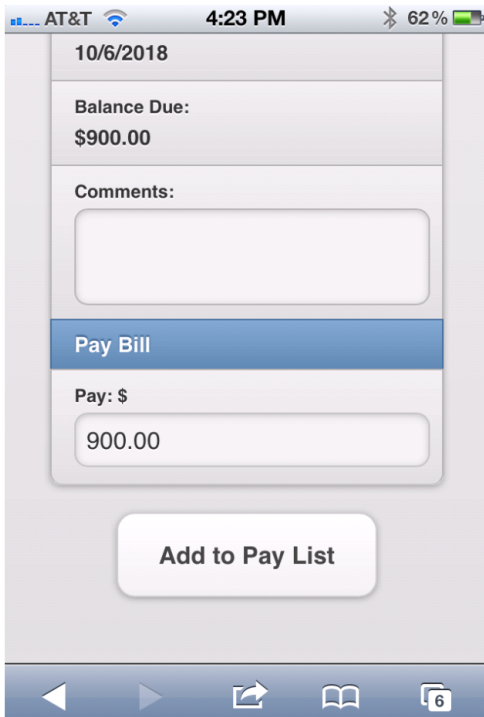 AT&T 4:23 PM 62%
10/6/2018
Balance Due:
$900.00
Comments:
Pay Bill
Pay: $
900.00
Add to Pay List
6